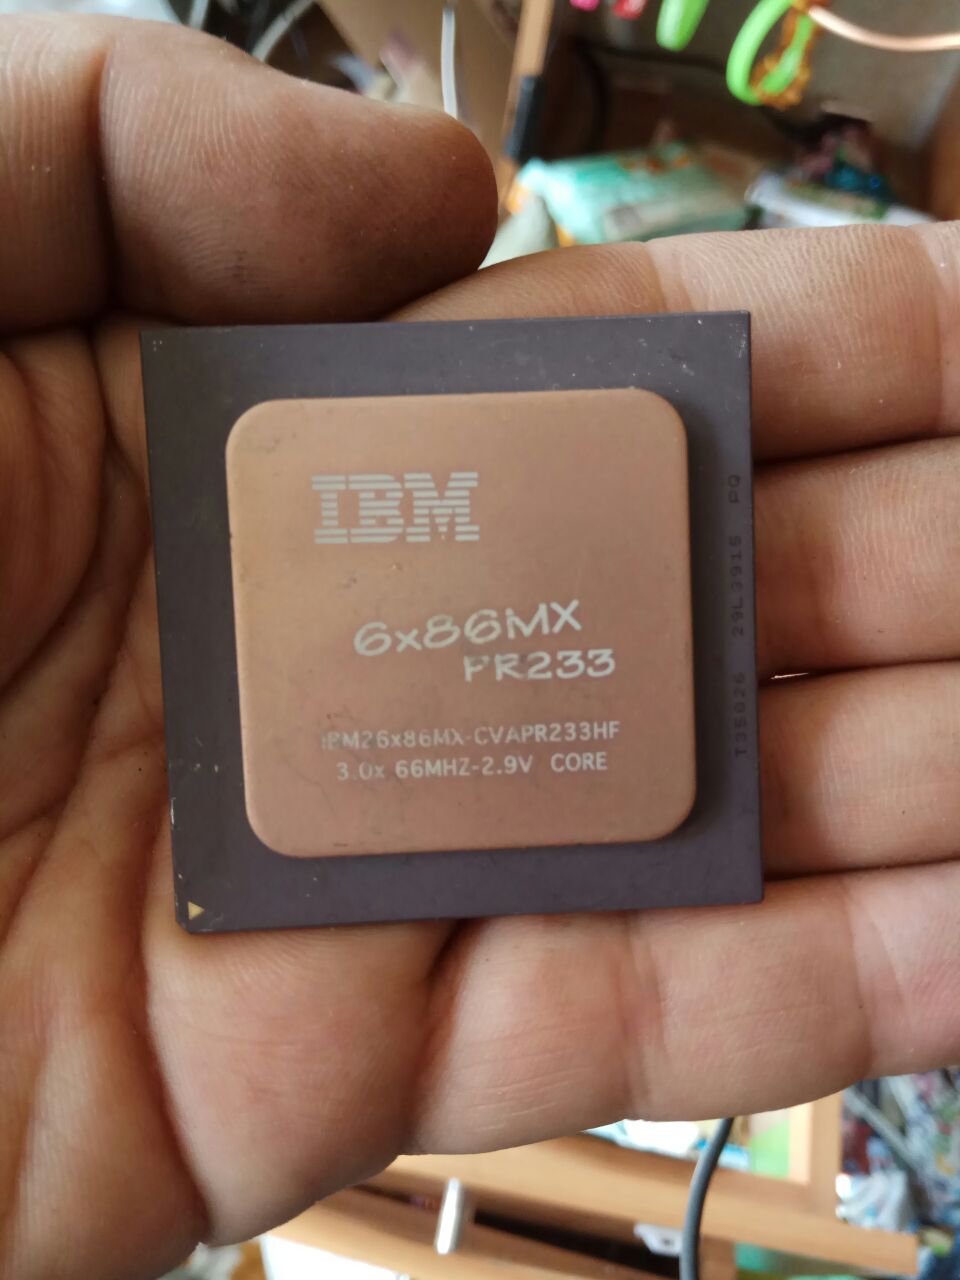 IBM
6x86MX
PR233
IBM26x86MX-CVAPR233HF
3.0x 66MHZ-2.9V CORE
T35026 29L3915 PQ